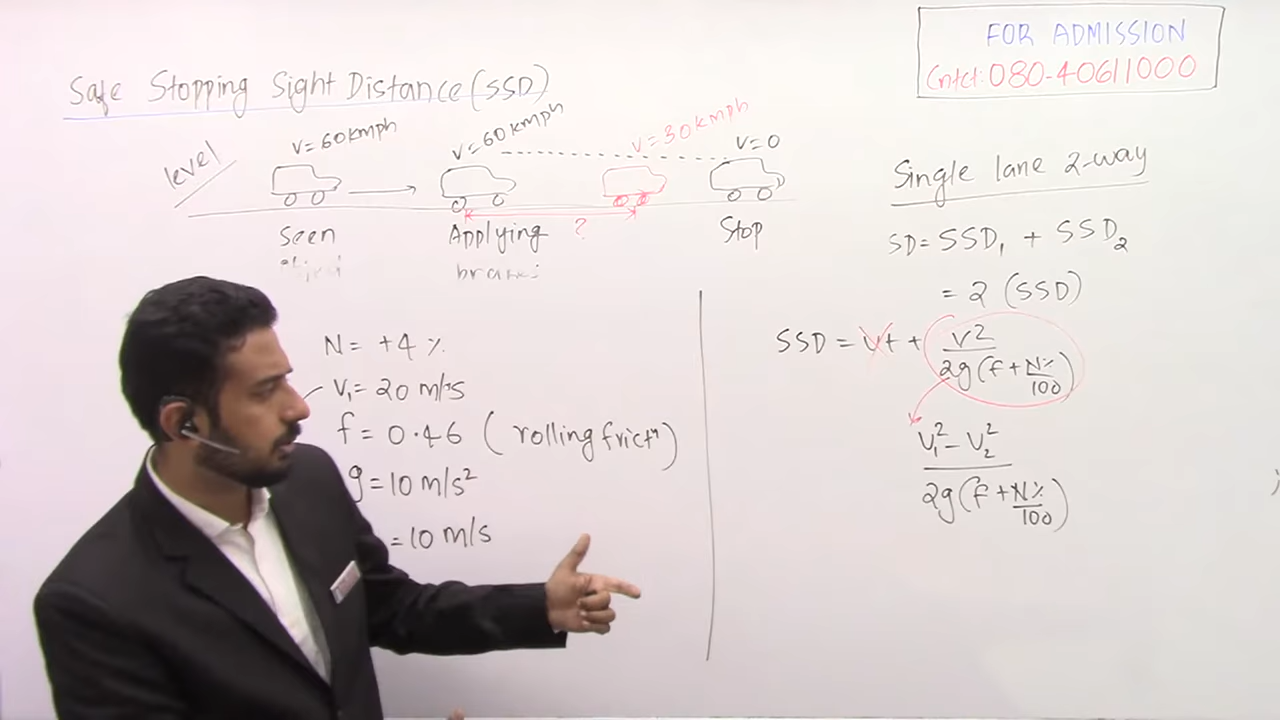 FOR ADMISSION
Cntct: 080-40611000
Safe Stopping Sight Distance (SSD)
level
V=60kmph
V=60kmph
V=30kmph
V=0
Seen
Applying
?
Stop
N= +4 %
V₁= 20 m/s
f= 0.46 (rolling frictⁿ)
g=10 m/s²
=10 m/s
Single lane 2-way
SD= SSD₁ + SSD₂
= 2 (SSD)
SSD = vt + V²/2g(f+N%/100)
V₁²-V₂²/2g(f+N%/100)